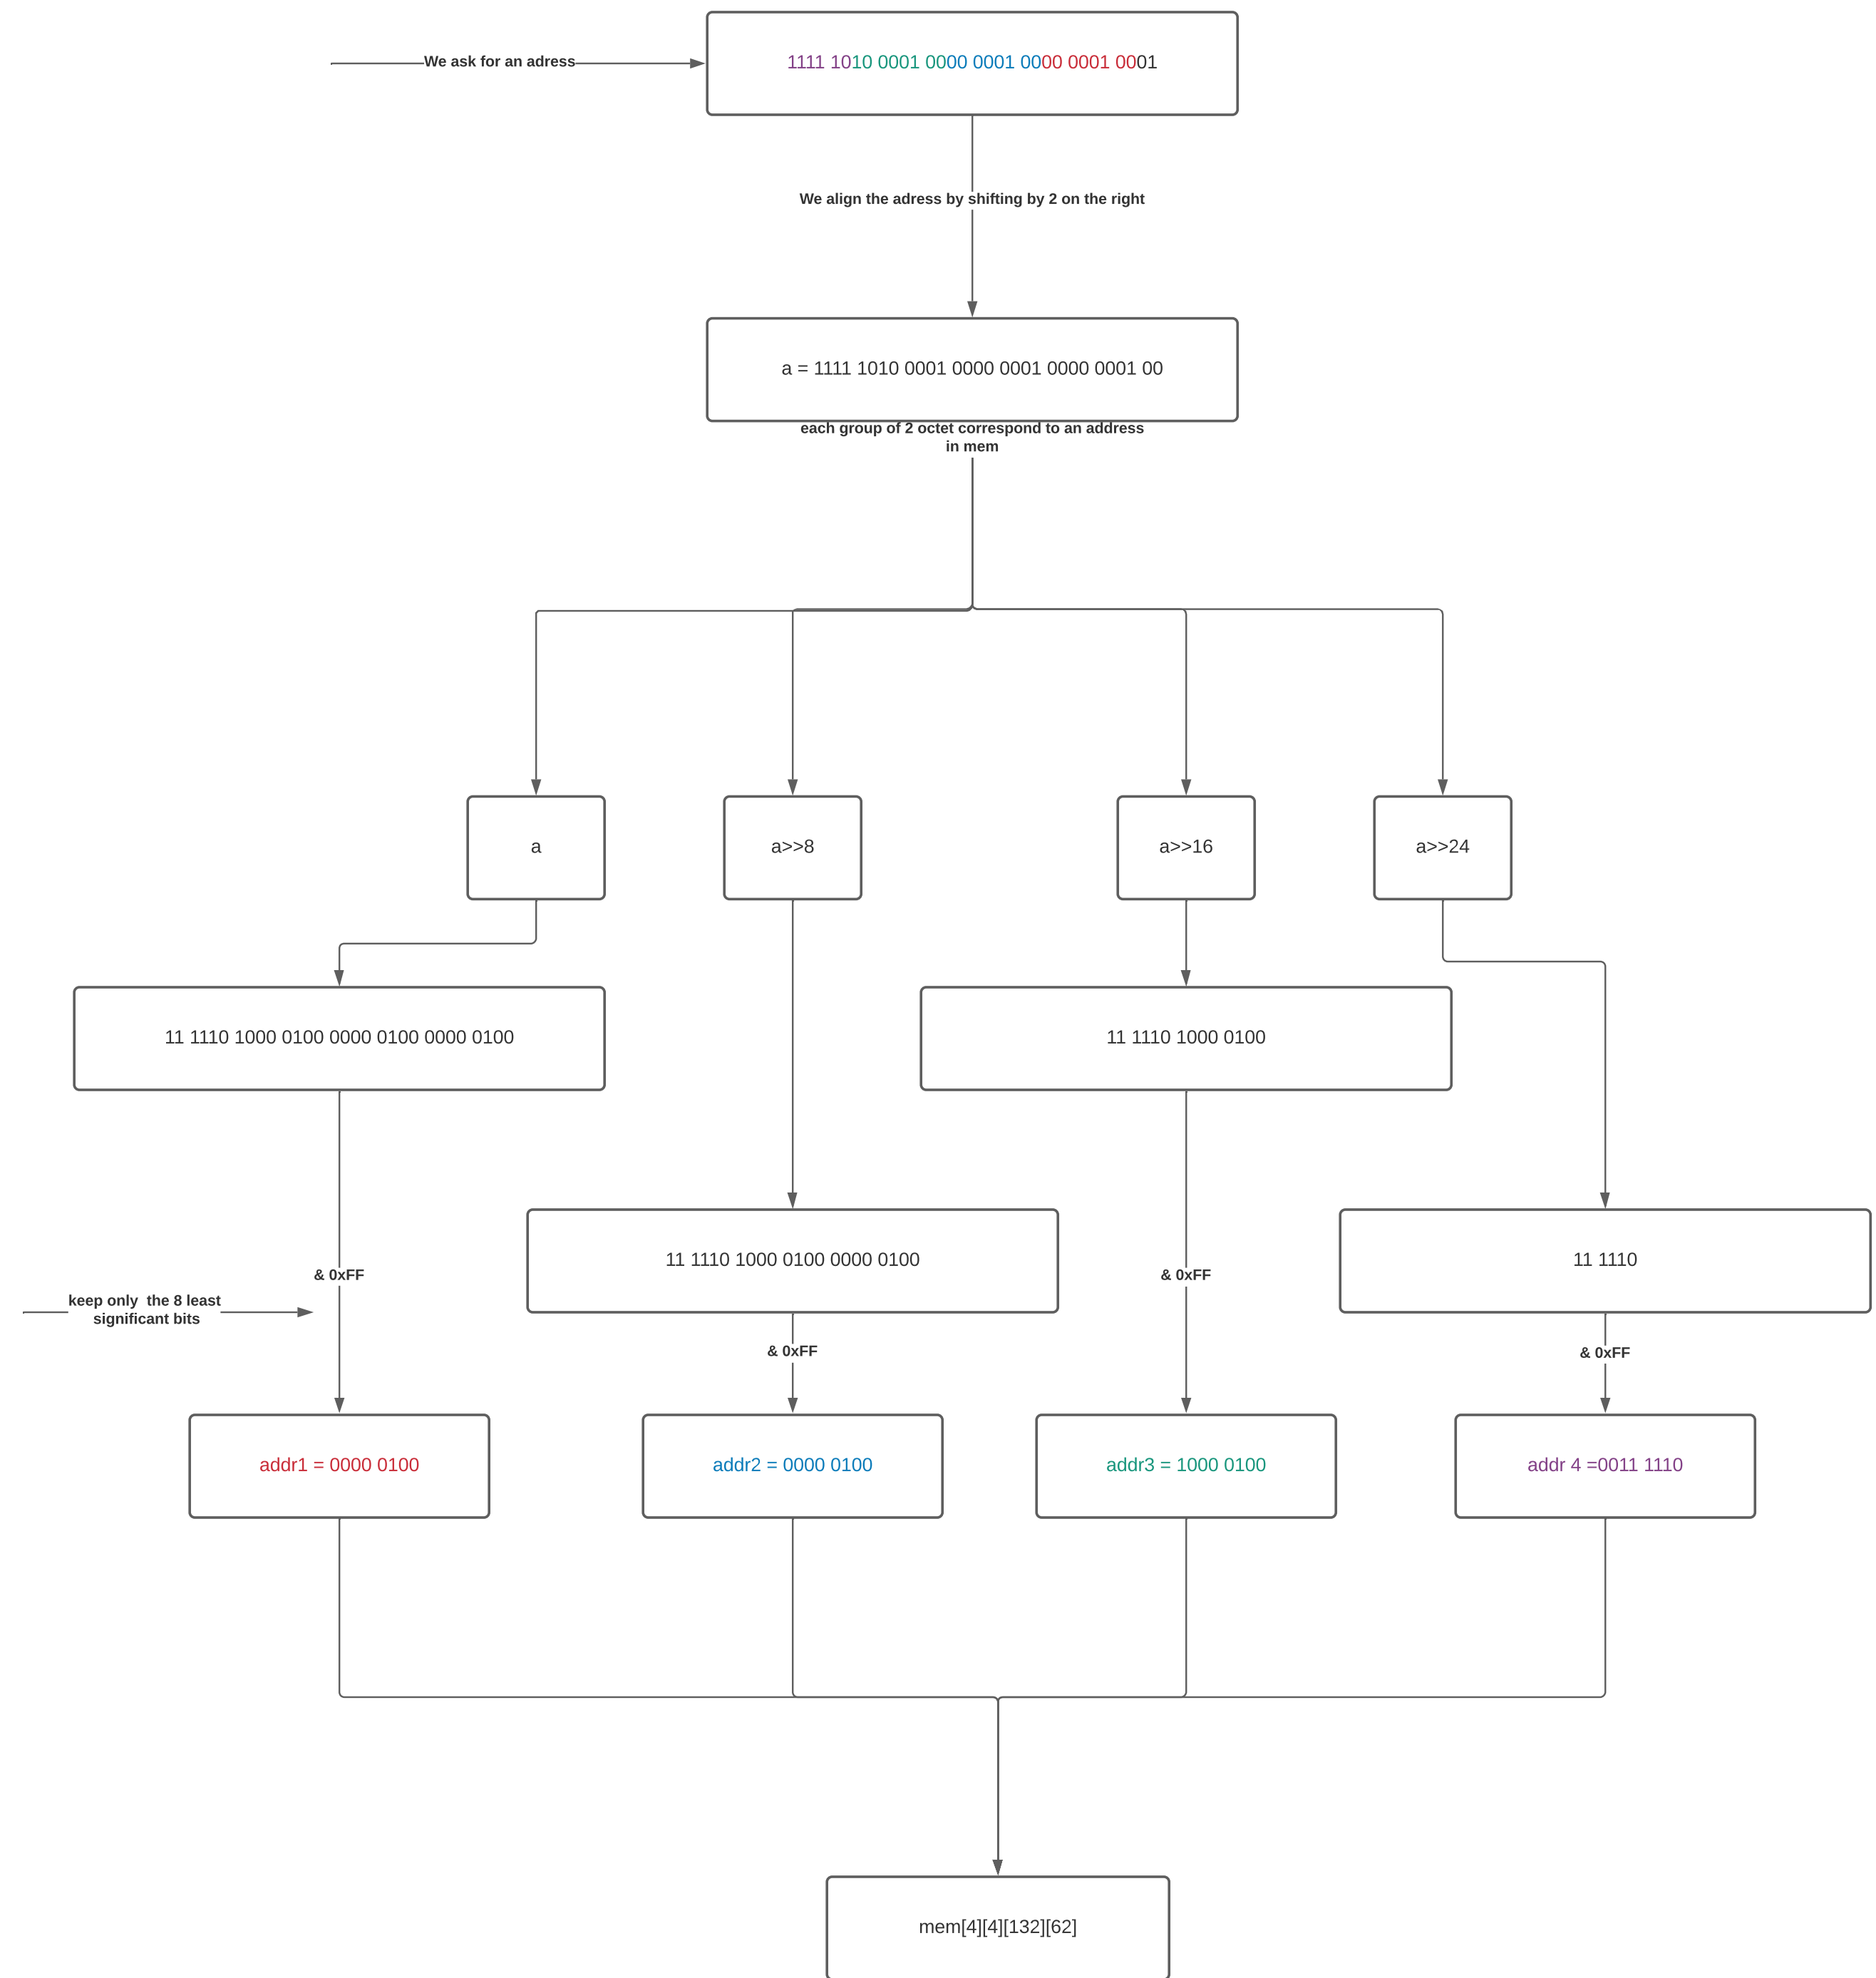 We ask for an adress
1111 1010 0001 0000 0001 0000 0001 0001
We align the adress by shifting by 2 on the right
a = 1111 1010 0001 0000 0001 0000 0001 00
each group of 2 octet correspond to an address
in mem
a
a>>8
a>>16
a>>24
11 1110 1000 0100 0000 0100 0000 0100
11 1110 1000 0100
11 1110 1000 0100 0000 0100
11 1110
& 0xFF
& 0xFF
keep only  the 8 least
significant bits
& 0xFF
& 0xFF
addr1 = 0000 0100
addr2 = 0000 0100
addr3 = 1000 0100
addr 4 =0011 1110
mem[4][4][132][62]